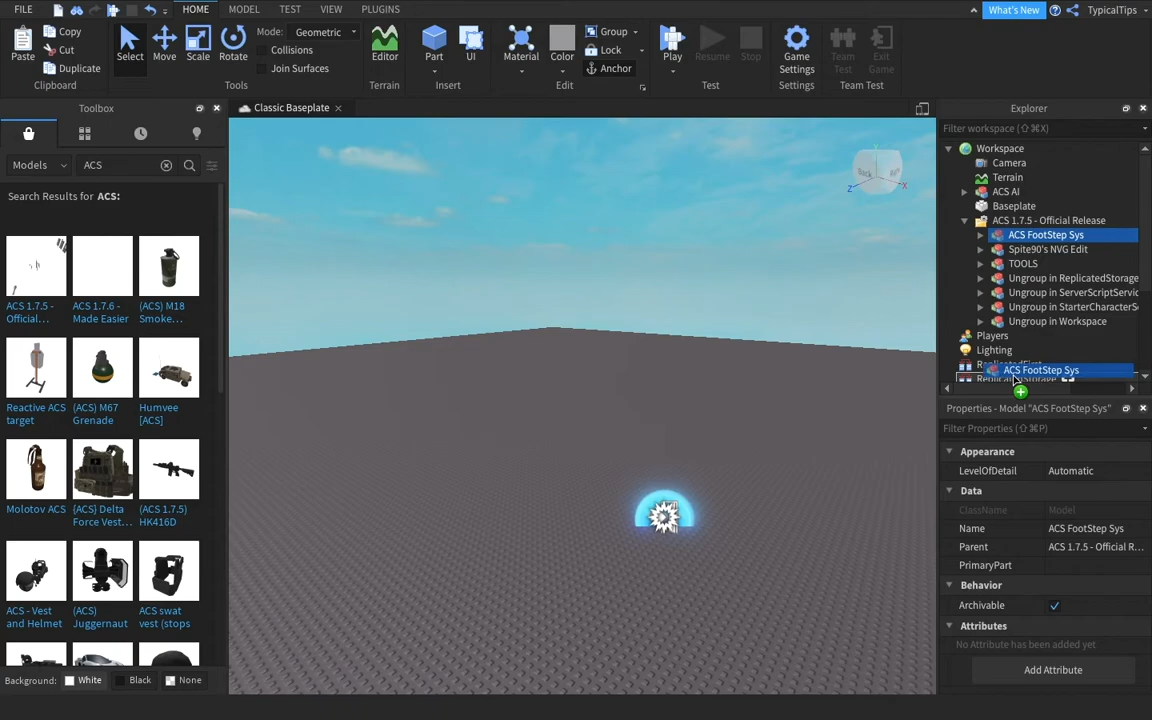 FILE HOME MODEL TEST VIEW PLUGINS What's New TypicalTips
Paste Copy Cut Duplicate Select Move Scale Rotate Mode: Geometric Collisions Join Surfaces Editor Part UI Material Color Group Lock Anchor Play Resume Stop Game Settings Team Test Exit Game
Clipboard Tools Terrain Insert Edit Test Settings Team Test
Toolbox
Models ACS
Search Results for ACS:
ACS 1.7.5 - Official...
ACS 1.7.6 - Made Easier
(ACS) M18 Smoke...
Reactive ACS target
(ACS) M67 Grenade
Humvee [ACS]
Molotov ACS
{ACS} Delta Force Vest...
(ACS 1.7.5) HK416D
ACS - Vest and Helmet
(ACS) Juggernaut
ACS swat vest (stops
Background: White Black None
Classic Baseplate
Back
Y
Z
X
Explorer
Filter workspace (⇧⌘X)
Workspace
Camera
Terrain
ACS AI
Baseplate
ACS 1.7.5 - Official Release
ACS FootStep Sys
Spite90's NVG Edit
TOOLS
Ungroup in ReplicatedStorage
Ungroup in ServerScriptServic
Ungroup in StarterCharacterS
Ungroup in Workspace
Players
Lighting
ACS FootStep Sys
Properties - Model "ACS FootStep Sys"
Filter Properties (⇧⌘P)
Appearance
LevelOfDetail Automatic
Data
ClassName Model
Name ACS FootStep Sys
Parent ACS 1.7.5 - Official R...
PrimaryPart
Behavior
Archivable
Attributes
No Attribute has been added yet
Add Attribute